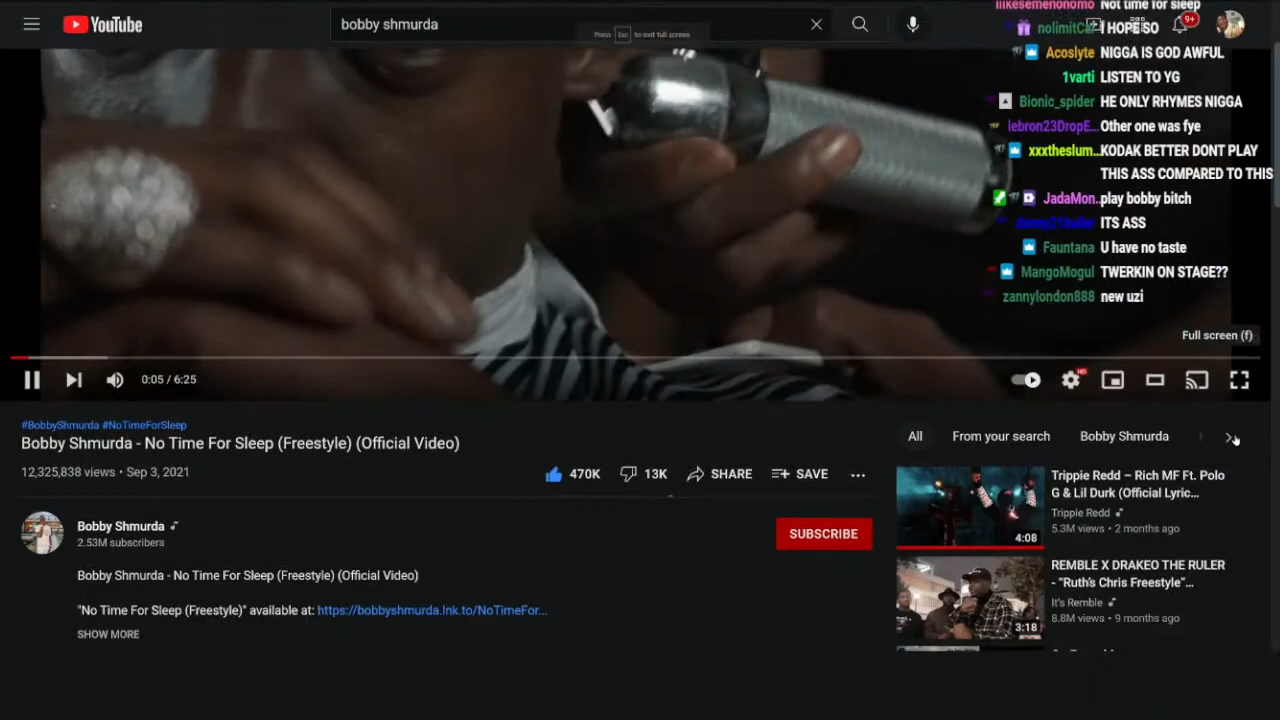 YouTube
bobby shmurda
Press Esc to exit full screen
9+
Not time for sleep
I HOPE SO
Acoslyte NIGGA IS GOD AWFUL
1varti LISTEN TO YG
Bionic_spider HE ONLY RHYMES NIGGA
lebron23DropE... Other one was fye
xxxtheslum... KODAK BETTER DONT PLAY
THIS ASS COMPARED TO THIS
JadaMon.. play bobby bitch
ITS ASS
Fauntana U have no taste
MangoMogul TWERKIN ON STAGE??
zannylondon888 new uzi
Full screen (f)
0:05 / 6:25
HD
#BobbyShmurda #NoTimeForSleep
Bobby Shmurda - No Time For Sleep (Freestyle) (Official Video)
12,325,838 views • Sep 3, 2021
470K 13K SHARE SAVE
Bobby Shmurda
2.53M subscribers
SUBSCRIBE
Bobby Shmurda - No Time For Sleep (Freestyle) (Official Video)
"No Time For Sleep (Freestyle)" available at: https://bobbyshmurda.lnk.to/NoTimeFor...
SHOW MORE
All From your search Bobby Shmurda
Trippie Redd – Rich MF Ft. Polo
G & Lil Durk (Official Lyric...
Trippie Redd
5.3M views • 2 months ago
4:08
REMBLE X DRAKEO THE RULER
- "Ruth's Chris Freestyle"...
It's Remble
8.8M views • 9 months ago
3:18